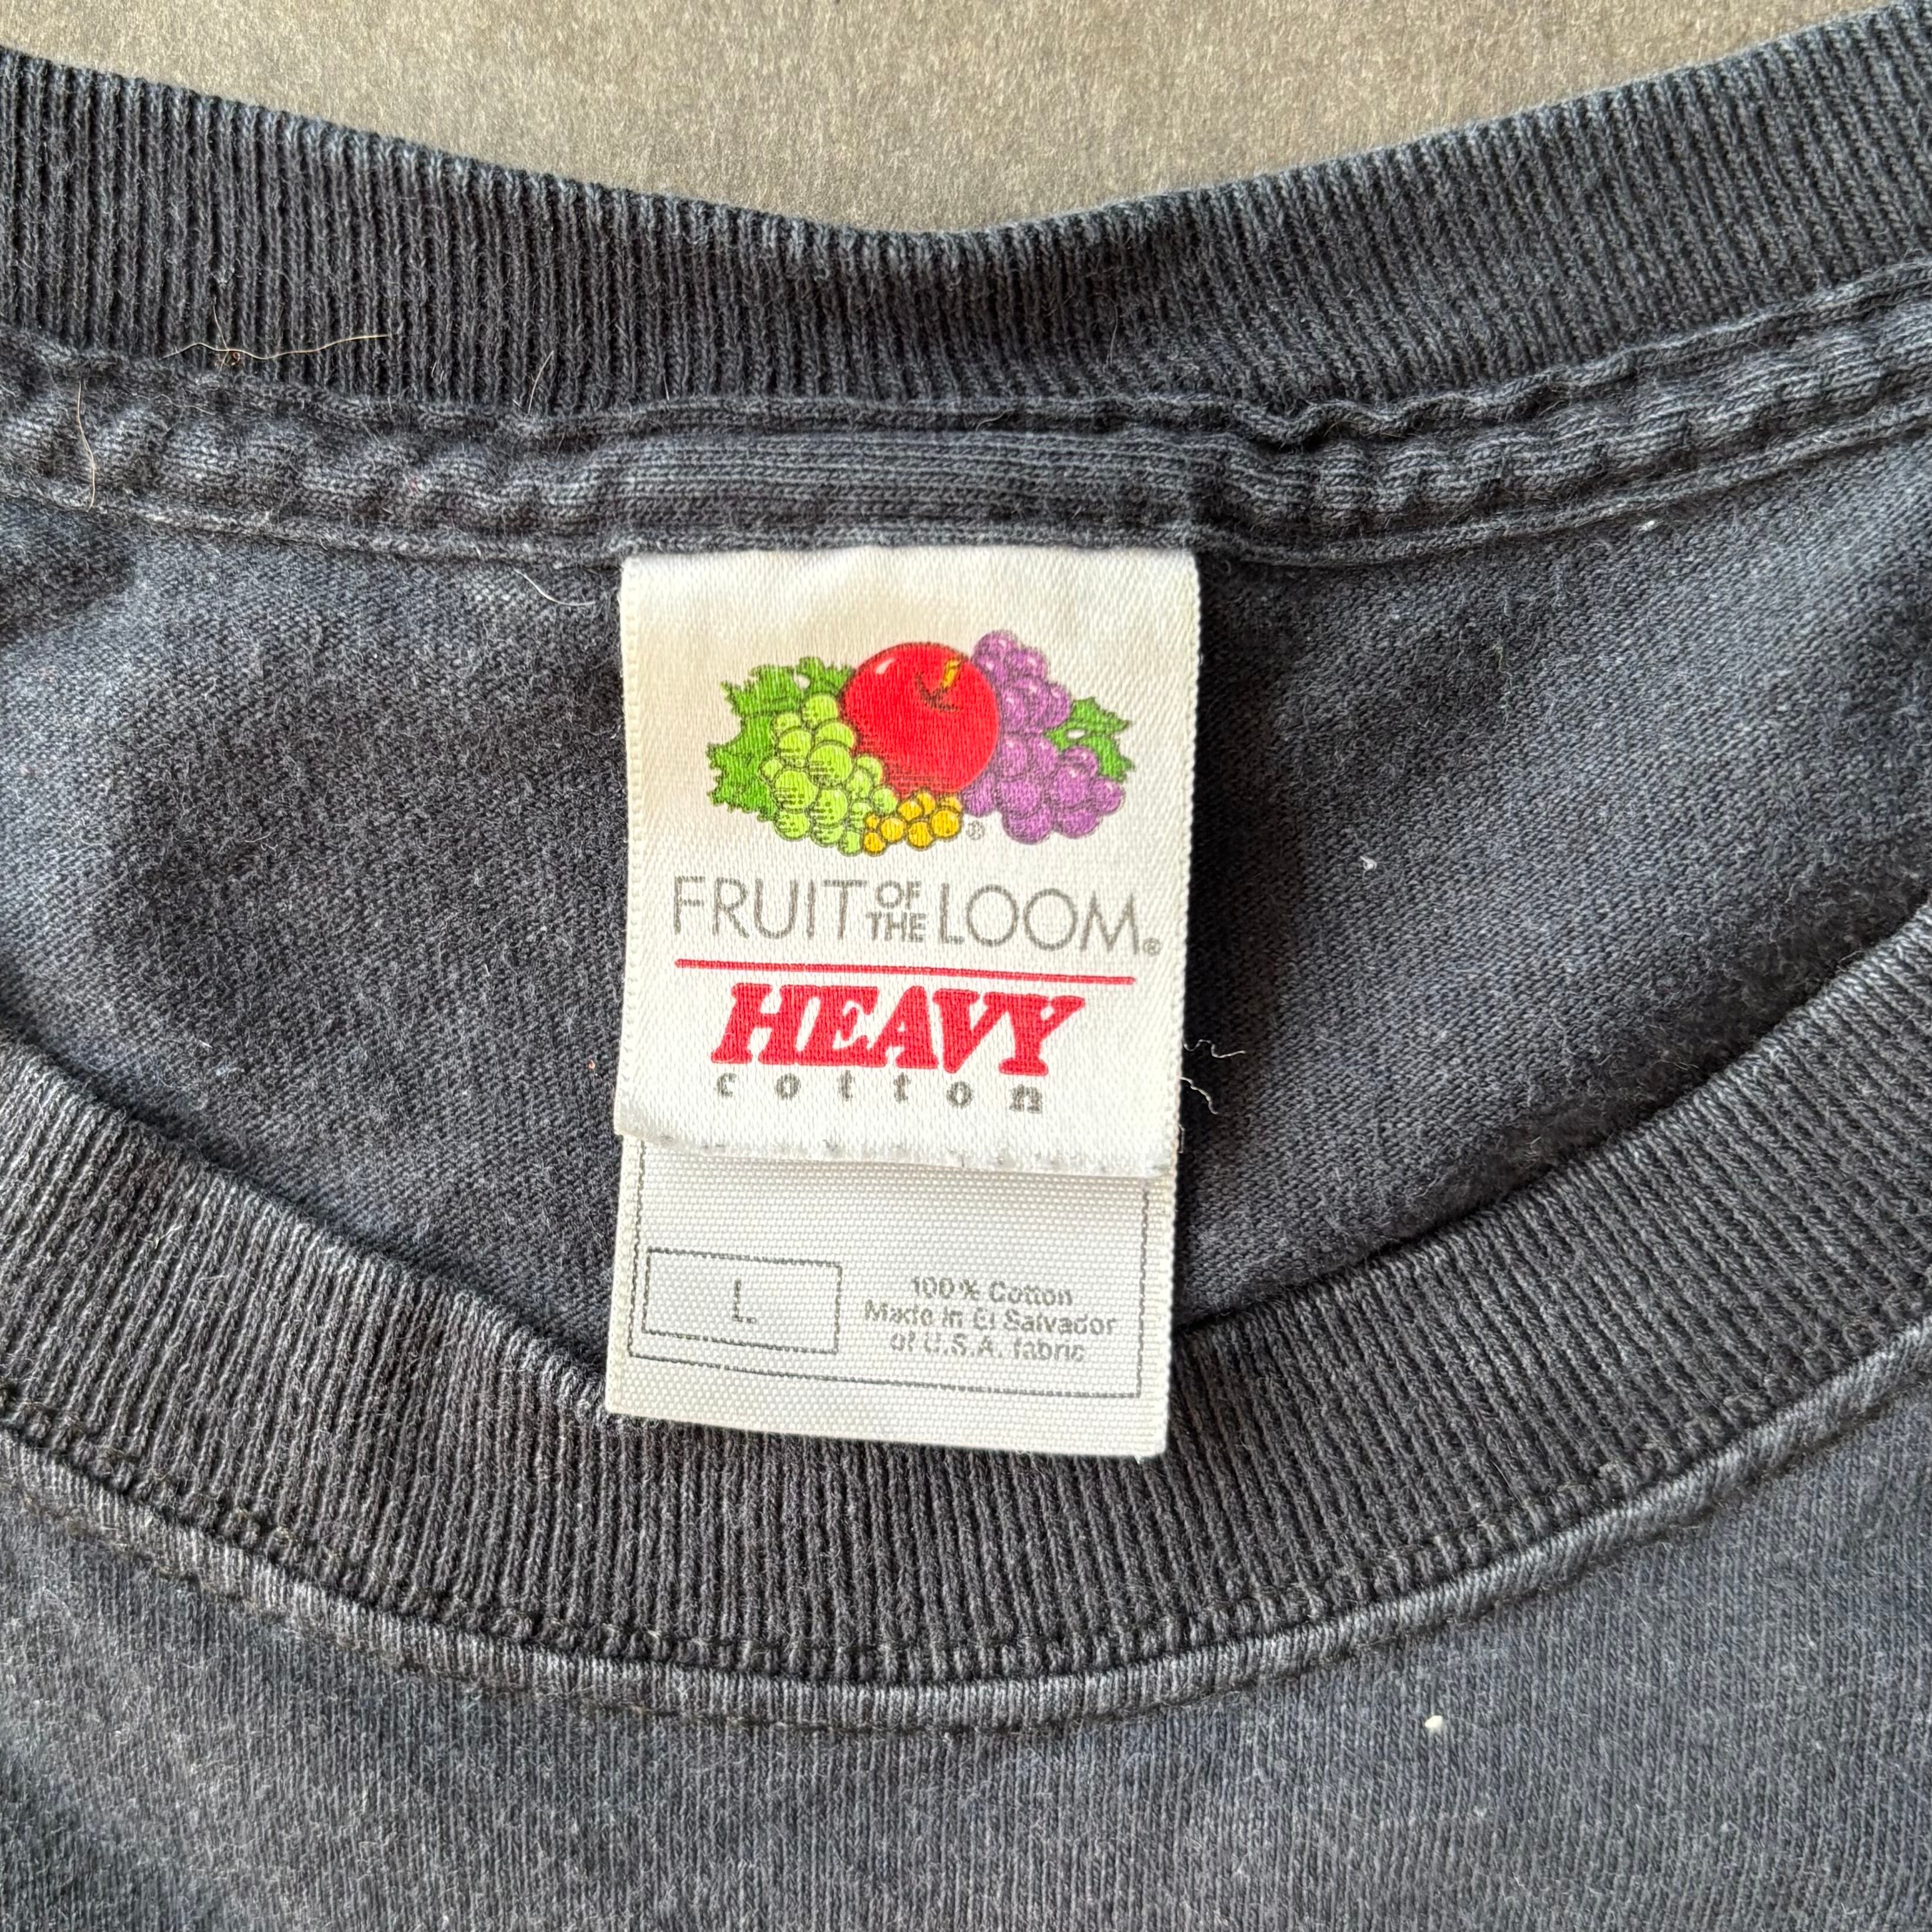 ®
FRUIT OF THE LOOM®
HEAVY
cotton
L
100% Cotton
Made in El Salvador
of U.S.A. fabric